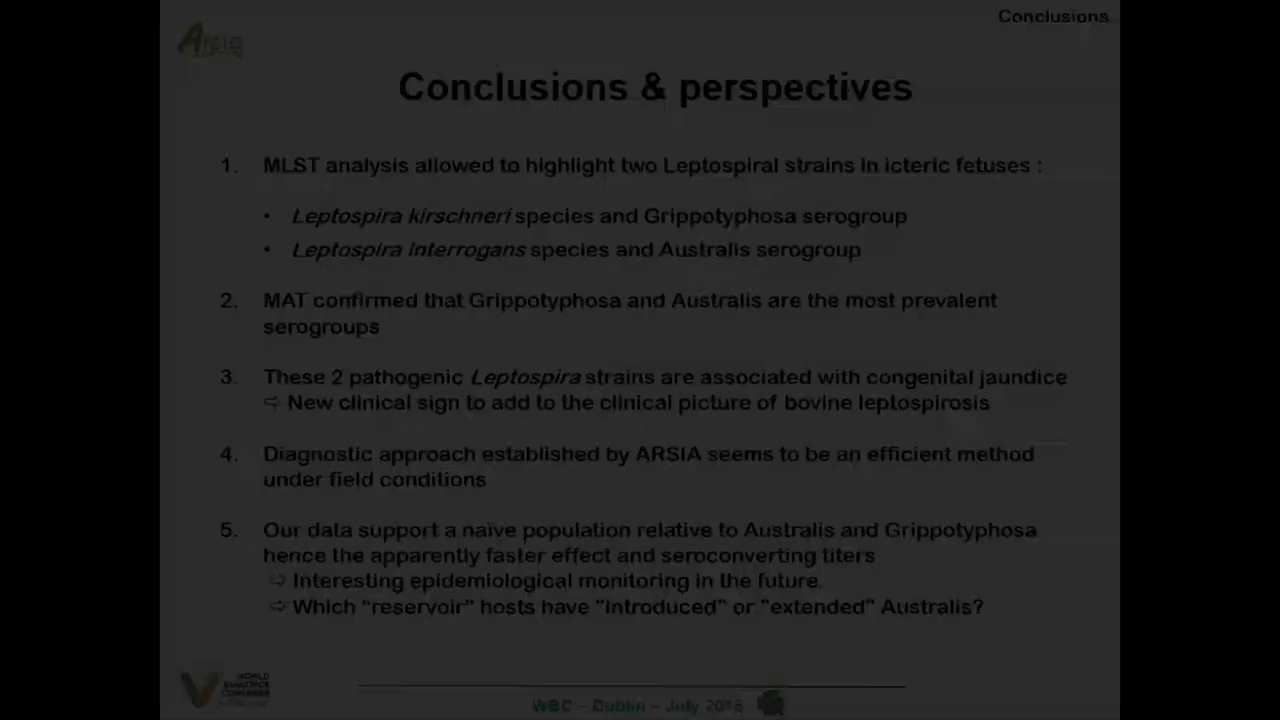 Conclusions
Arsia
Conclusions & perspectives
1. MLST analysis allowed to highlight two Leptospiral strains in icteric fetuses :
• Leptospira kirschneri species and Grippotyphosa serogroup
• Leptospira interrogans species and Australis serogroup
2. MAT confirmed that Grippotyphosa and Australis are the most prevalent
serogroups
3. These 2 pathogenic Leptospira strains are associated with congenital jaundice
⇨ New clinical sign to add to the clinical picture of bovine leptospirosis
4. Diagnostic approach established by ARSIA seems to be an efficient method
under field conditions
5. Our data support a naïve population relative to Australis and Grippotyphosa
hence the apparently faster effect and seroconverting titers
⇨ Interesting epidemiological monitoring in the future.
⇨ Which "reservoir" hosts have "introduced" or "extended" Australis?
WORLD
BUIATRICS
CONGRESS
WBC – Dublin – July 2016